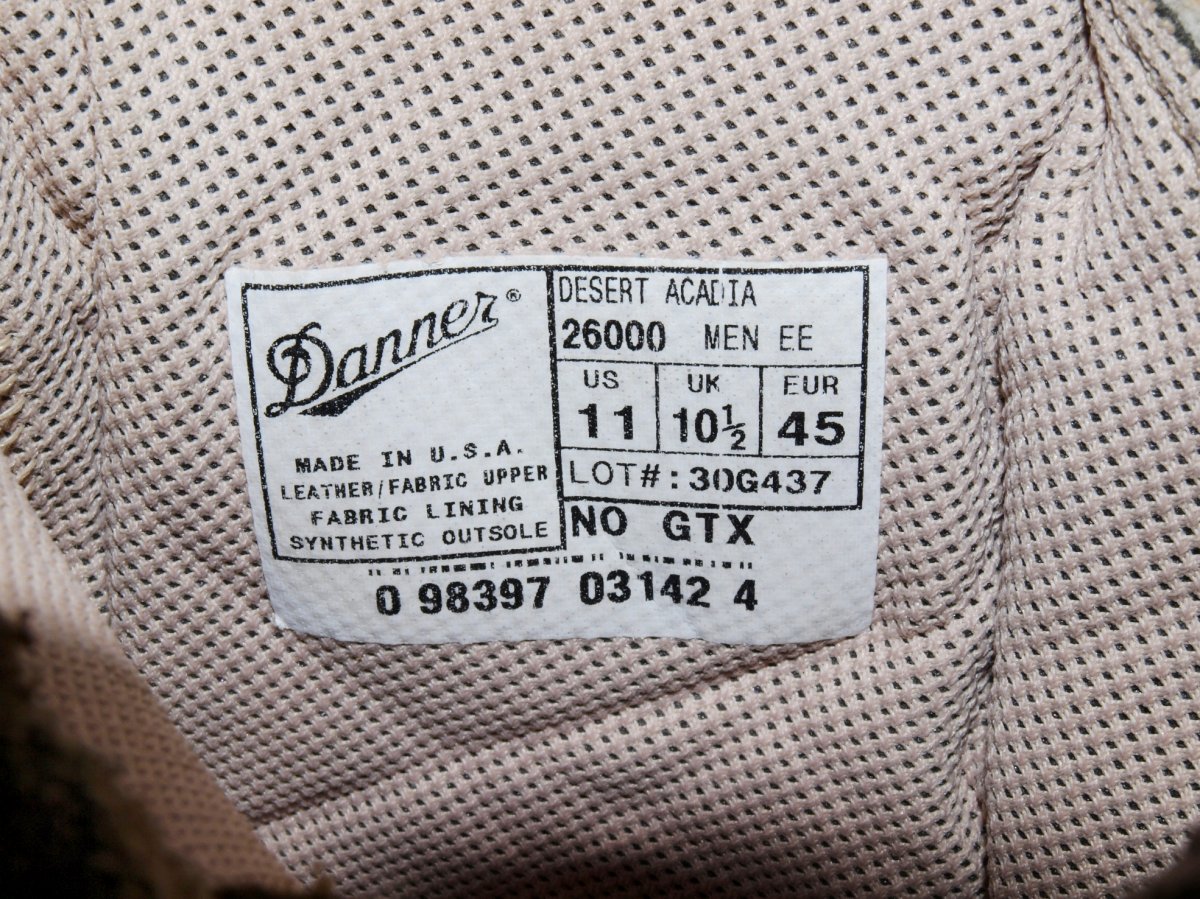 Danner®
MADE IN U.S.A.
LEATHER/FABRIC UPPER
FABRIC LINING
SYNTHETIC OUTSOLE
DESERT ACADIA
26000 MEN EE
US UK EUR
11 10½ 45
LOT#:30G437
NO GTX
0 98397 03142 4